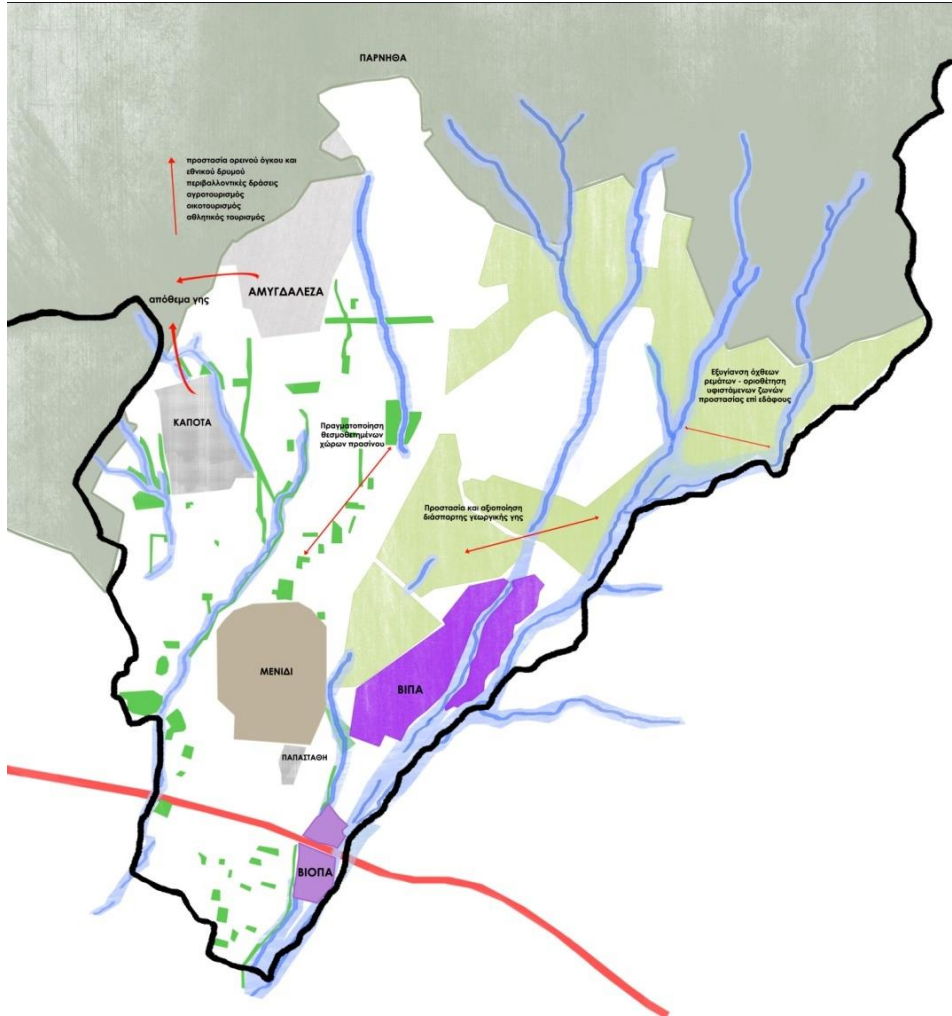 ΠΑΡΝΗΘΑ
προστασία ορεινού όγκου και
εθνικού δρυμού
περιβαλλοντικές δράσεις
αγροτουρισμός
οικοτουρισμός
αθλητικός τουρισμός
ΑΜΥΓΔΑΛΕΖΑ
απόθεμα γης
Εξυγίανση όχθεων
ρεμάτων - οριοθέτηση
υφιστάμενων ζωνών
προστασίας επί εδάφους
ΚΑΠΟΤΑ
Πραγματοποίηση
θεσμοθετημένων
χώρων πρασίνου
Προστασία και αξιοποίηση
διάσπαρτης γεωργικής γης
ΜΕΝΙΔΙ
ΒΙΠΑ
ΠΑΠΑΣΤΑΘΗ
ΒΙΟΠΑ